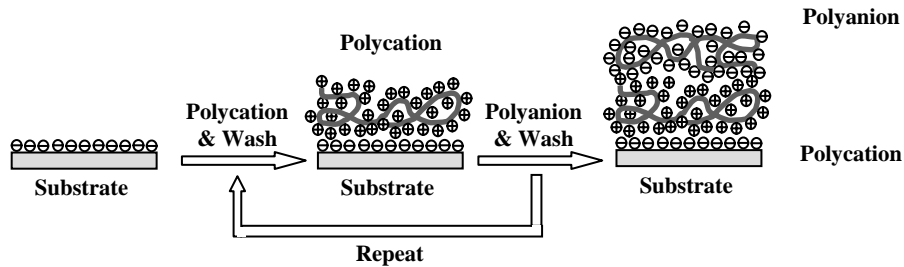 Polyanion
Polycation
Polycation
& Wash
Polyanion
& Wash
Polycation
Substrate
Substrate
Substrate
Repeat